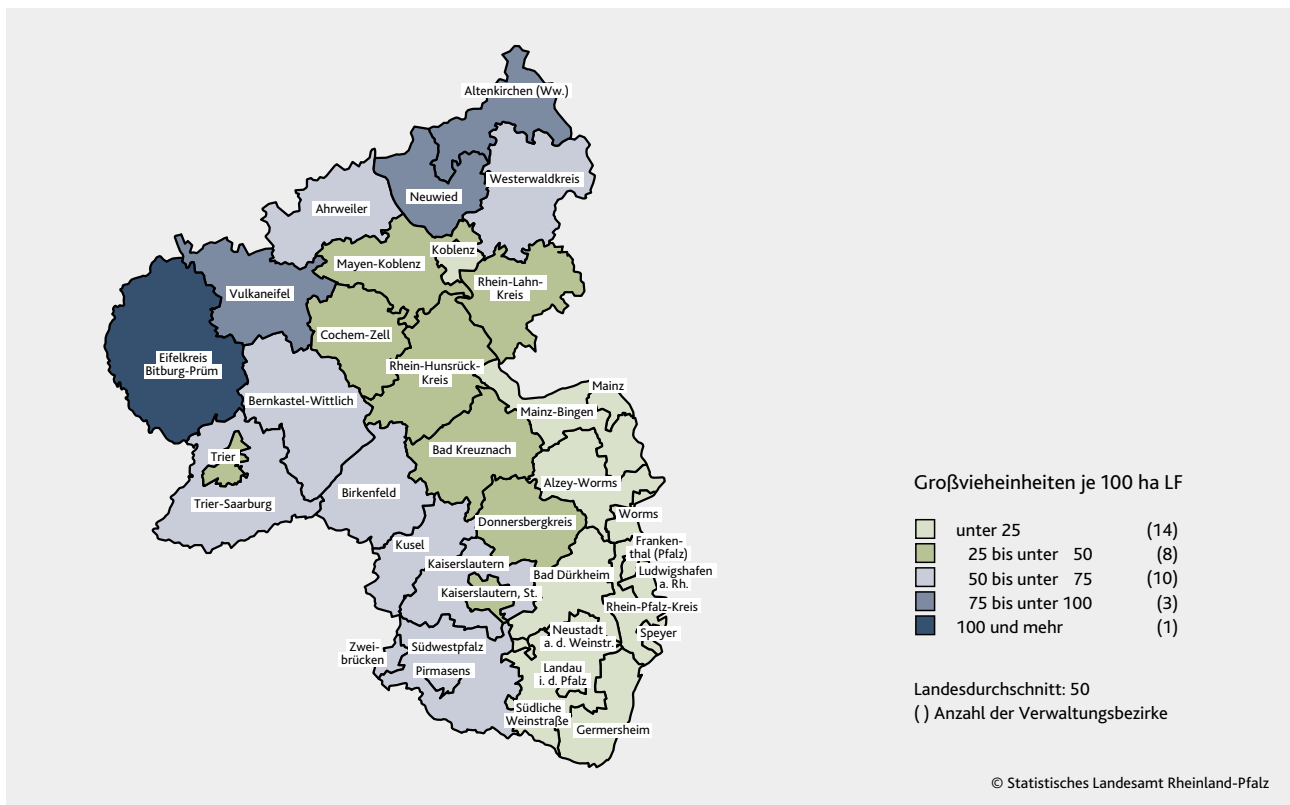 Altenkirchen (Ww.)
Westerwaldkreis
Neuwied
Ahrweiler
Koblenz
Mayen-Koblenz
Rhein-Lahn-
Kreis
Vulkaneifel
Cochem-Zell
Eifelkreis
Bitburg-Prüm
Rhein-Hunsrück-
Kreis
Mainz
Bernkastel-Wittlich
Mainz-Bingen
Bad Kreuznach
Trier
Alzey-Worms
Birkenfeld
Trier-Saarburg
Worms
Donnersbergkreis
Kusel
Franken-
thal (Pfalz)
Kaiserslautern
Bad Dürkheim
Ludwigshafen
a. Rh.
Kaiserslautern, St.
Rhein-Pfalz-Kreis
Neustadt
a. d. Weinstr.
Speyer
Zwei-
brücken
Südwestpfalz
Pirmasens
Landau
i. d. Pfalz
Südliche
Weinstraße
Germersheim
Großvieheinheiten je 100 ha LF
unter 25 (14)
25 bis unter 50 (8)
50 bis unter 75 (10)
75 bis unter 100 (3)
100 und mehr (1)
Landesdurchschnitt: 50
( ) Anzahl der Verwaltungsbezirke
© Statistisches Landesamt Rheinland-Pfalz